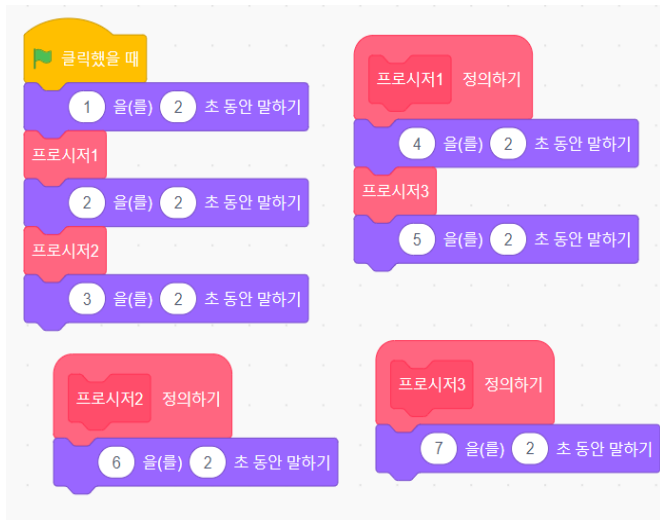 클릭했을 때
1 을(를) 2 초 동안 말하기
프로시저1
2 을(를) 2 초 동안 말하기
프로시저2
3 을(를) 2 초 동안 말하기
프로시저1 정의하기
4 을(를) 2 초 동안 말하기
프로시저3
5 을(를) 2 초 동안 말하기
프로시저2 정의하기
6 을(를) 2 초 동안 말하기
프로시저3 정의하기
7 을(를) 2 초 동안 말하기